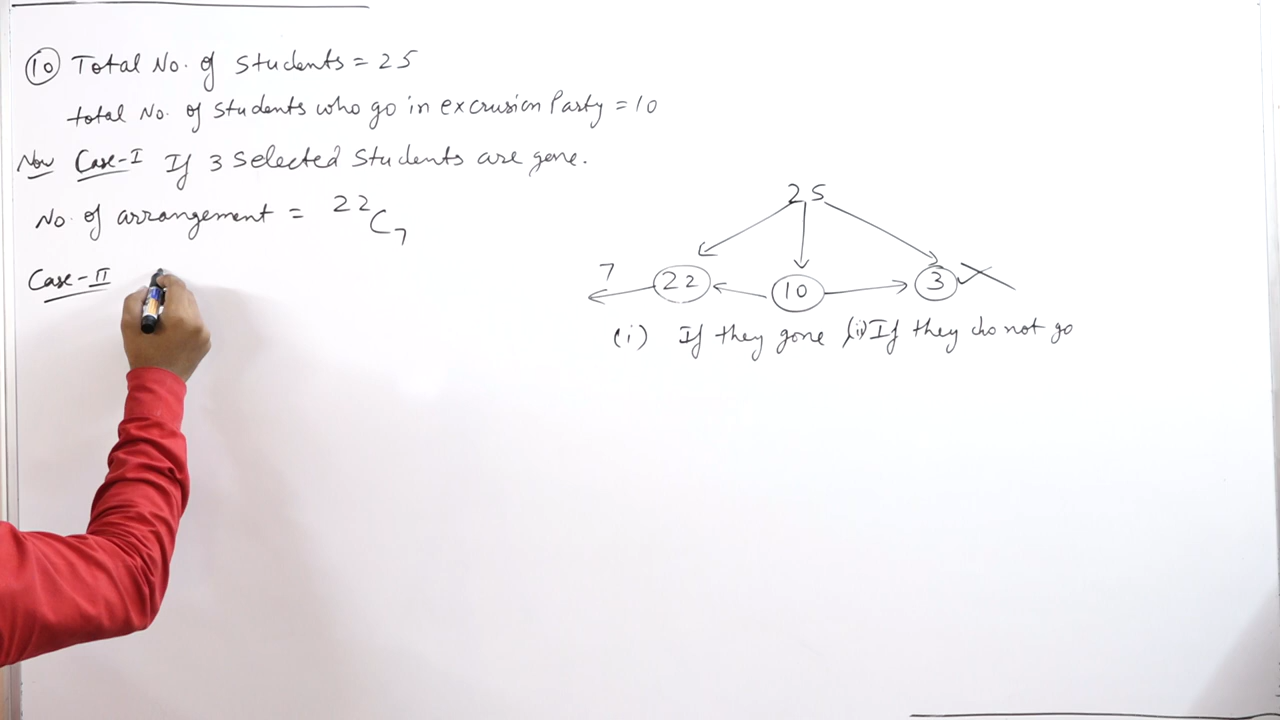 (10) Total No. of students = 25
total No. of students who go in excrusion Party = 10
Now Case-I If 3 selected students are gone.
No. of arrangement = ²²C₇
Case-II
25
7 22 10 3
(i) If they gone (ii) If they do not go